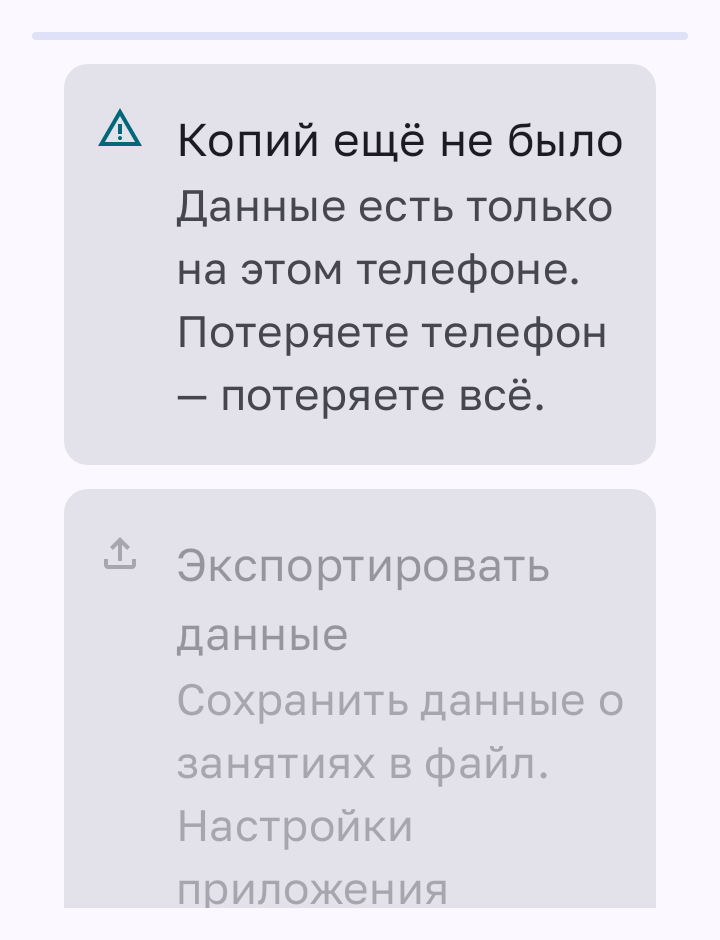 Копий ещё не было
Данные есть только
на этом телефоне.
Потеряете телефон
— потеряете всё.
Экспортировать
данные
Сохранить данные о
занятиях в файл.
Настройки
приложения